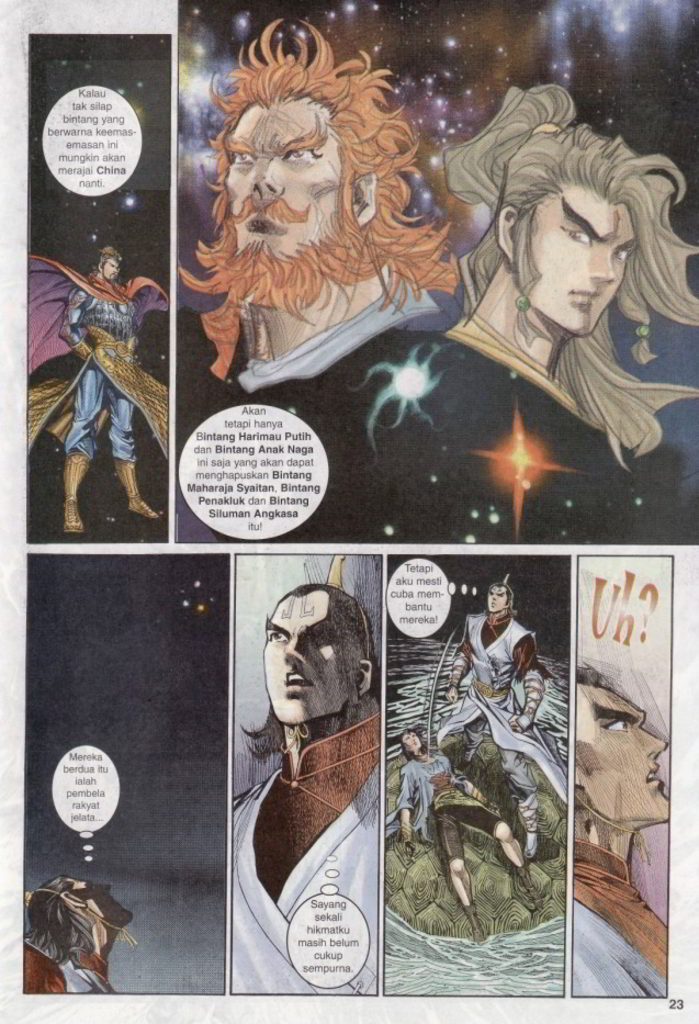 Kalau
tak silap
bintang yang
berwarna keemas-
emasan ini
mungkin akan
merajai China
nanti.
Akan
tetapi hanya
Bintang Harimau Putih
dan Bintang Anak Naga
ini saja yang akan dapat
menghapuskan Bintang
Maharaja Syaitan, Bintang
Penakluk dan Bintang
Siluman Angkasa
itu!
Mereka
berdua itu
ialah
pembela
rakyat
jelata...
Sayang
sekali
hikmatku
masih belum
cukup
sempurna.
Tetapi
aku mesti
cuba mem-
bantu
mereka!
Uh?
23